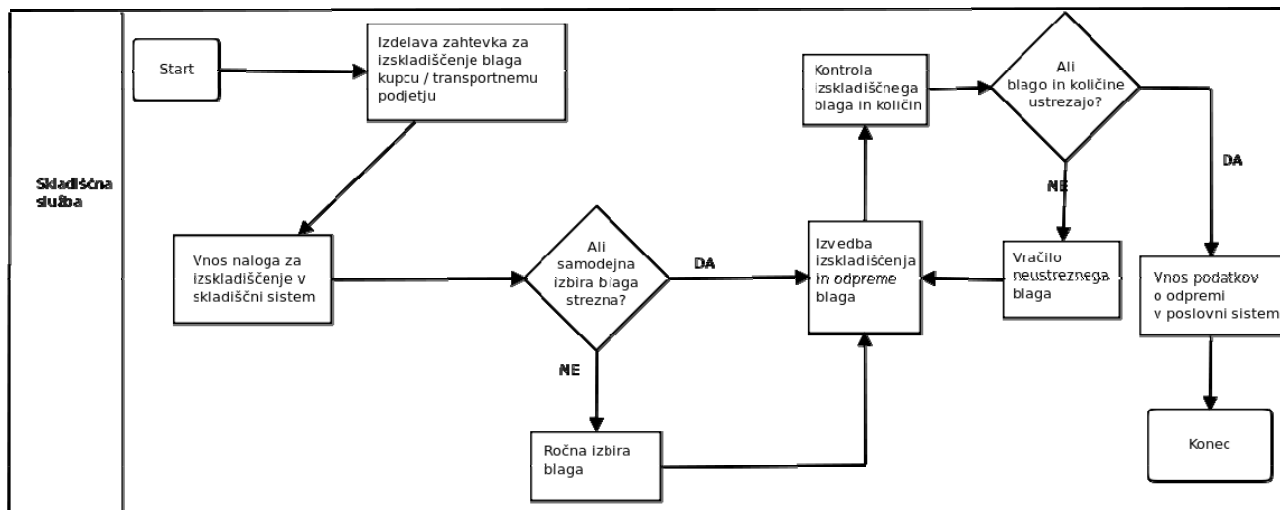 Skladiščna
služba
Start
Izdelava zahtevka za
izskladiščenje blaga
kupcu / transportnemu
podjetju
Vnos naloga za
izskladiščenje v
skladiščni sistem
Ali
samodejna
izbira blaga
strezna?
DA
NE
Ročna izbira
blaga
Izvedba
izskladiščenja
in odpreme
blaga
Kontrola
izskladiščnega
blaga in količin
Ali
blago in količine
ustrezajo?
NE
DA
Vračilo
neustreznega
blaga
Vnos podatkov
o odpremi
v poslovni sistem
Konec